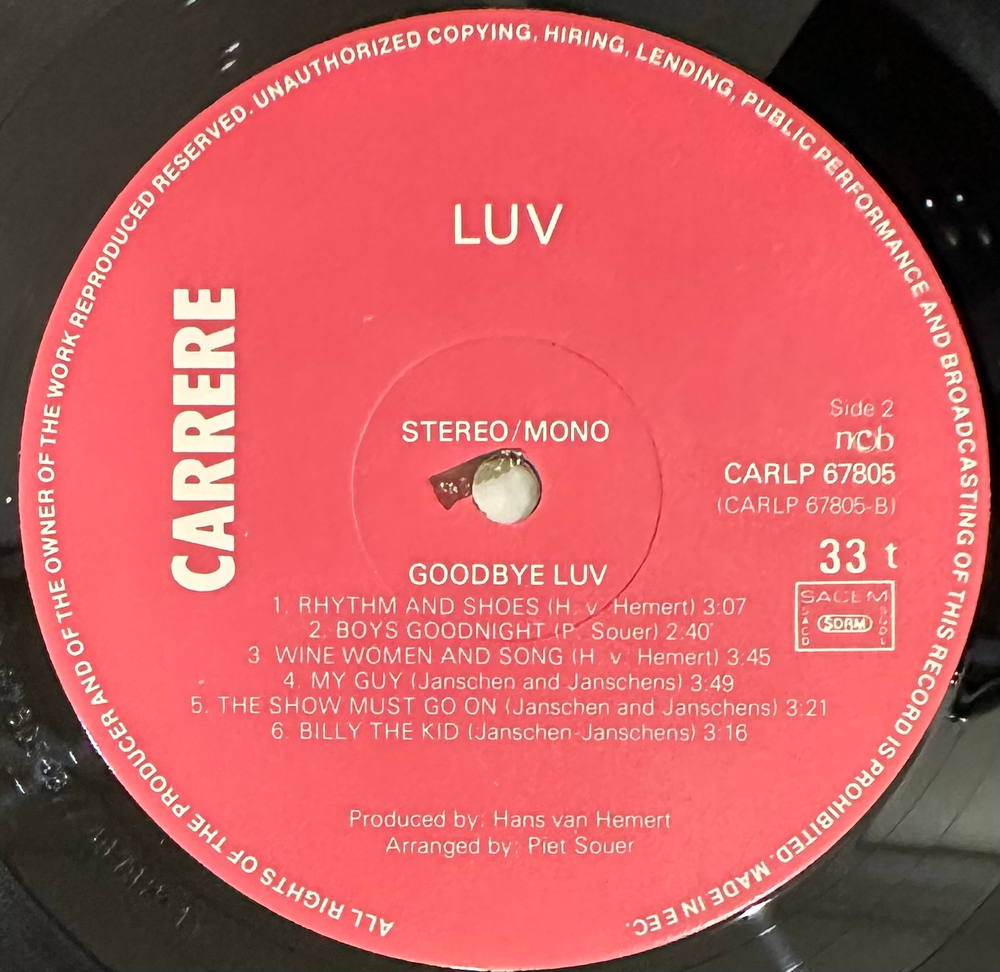 ALL RIGHTS OF THE PRODUCER AND OF THE OWNER OF THE WORK REPRODUCED RESERVED. UNAUTHORIZED COPYING, HIRING, LENDING, PUBLIC PERFORMANCE AND BROADCASTING OF THIS RECORD IS PROHIBITED. MADE IN EEC.
LUV
CARRERE
STEREO/MONO
Side 2
ncb
CARLP 67805
(CARLP 67805-B)
33 t
SACEM
SACD
SDRM
SGDL
GOODBYE LUV
1. RHYTHM AND SHOES (H. v. Hemert) 3:07
2. BOYS GOODNIGHT (P. Souer) 2:40
3 WINE WOMEN AND SONG (H. v. Hemert) 3:45
4. MY GUY (Janschen and Janschens) 3:49
5. THE SHOW MUST GO ON (Janschen and Janschens) 3:21
6. BILLY THE KID (Janschen-Janschens) 3:16
Produced by: Hans van Hemert
Arranged by: Piet Souer